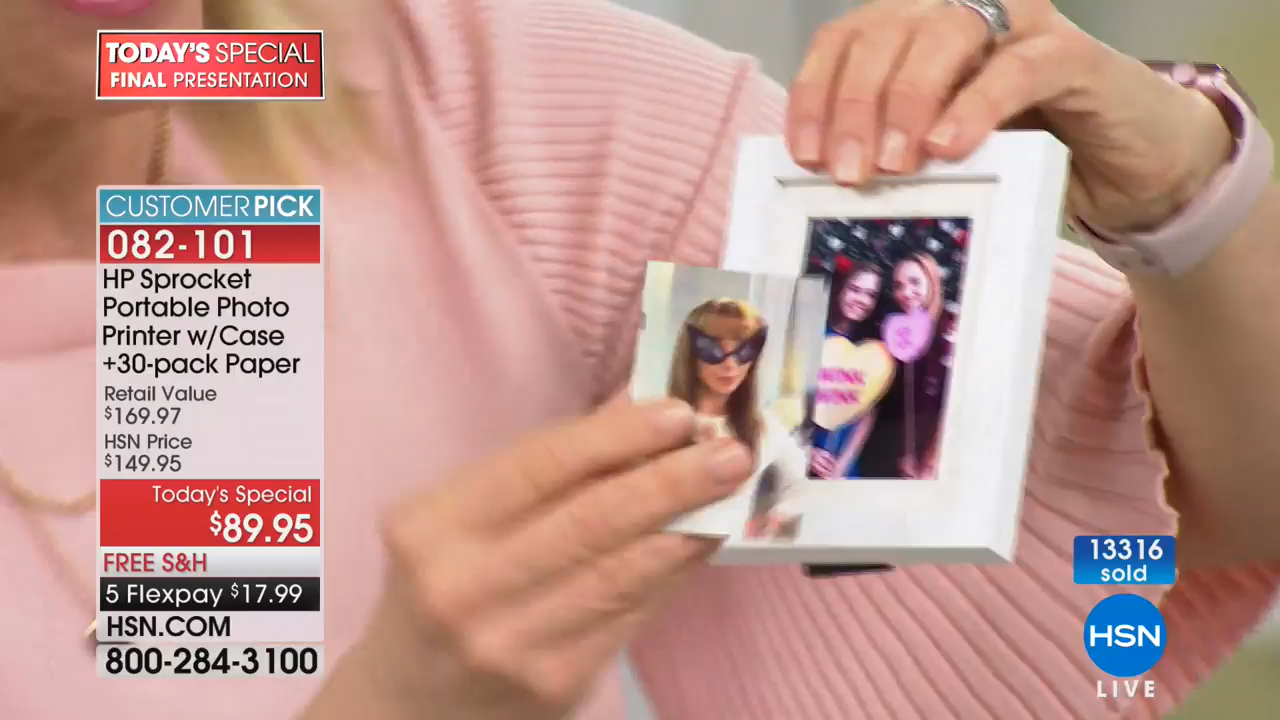 TODAY'S SPECIAL
FINAL PRESENTATION
CUSTOMER PICK
082-101
HP Sprocket
Portable Photo
Printer w/Case
+30-pack Paper
Retail Value
$169.97
HSN Price
$149.95
Today's Special
$89.95
FREE S&H
5 Flexpay $17.99
HSN.COM
800-284-3100
13316
sold
HSN
LIVE